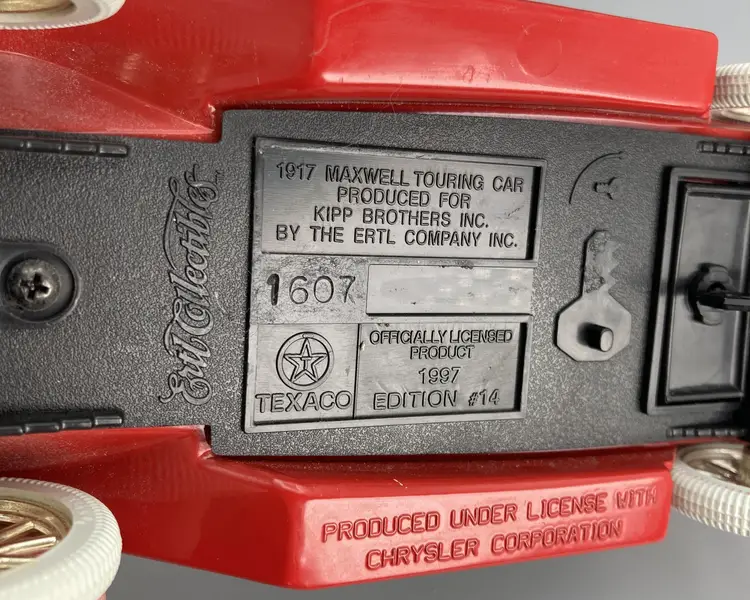 1917 MAXWELL TOURING CAR
PRODUCED FOR
KIPP BROTHERS INC.
BY THE ERTL COMPANY INC.
Ertl Collectibles
1607
TEXACO
OFFICIALLY LICENSED
PRODUCT
1997
EDITION #14
PRODUCED UNDER LICENSE WITH
CHRYSLER CORPORATION